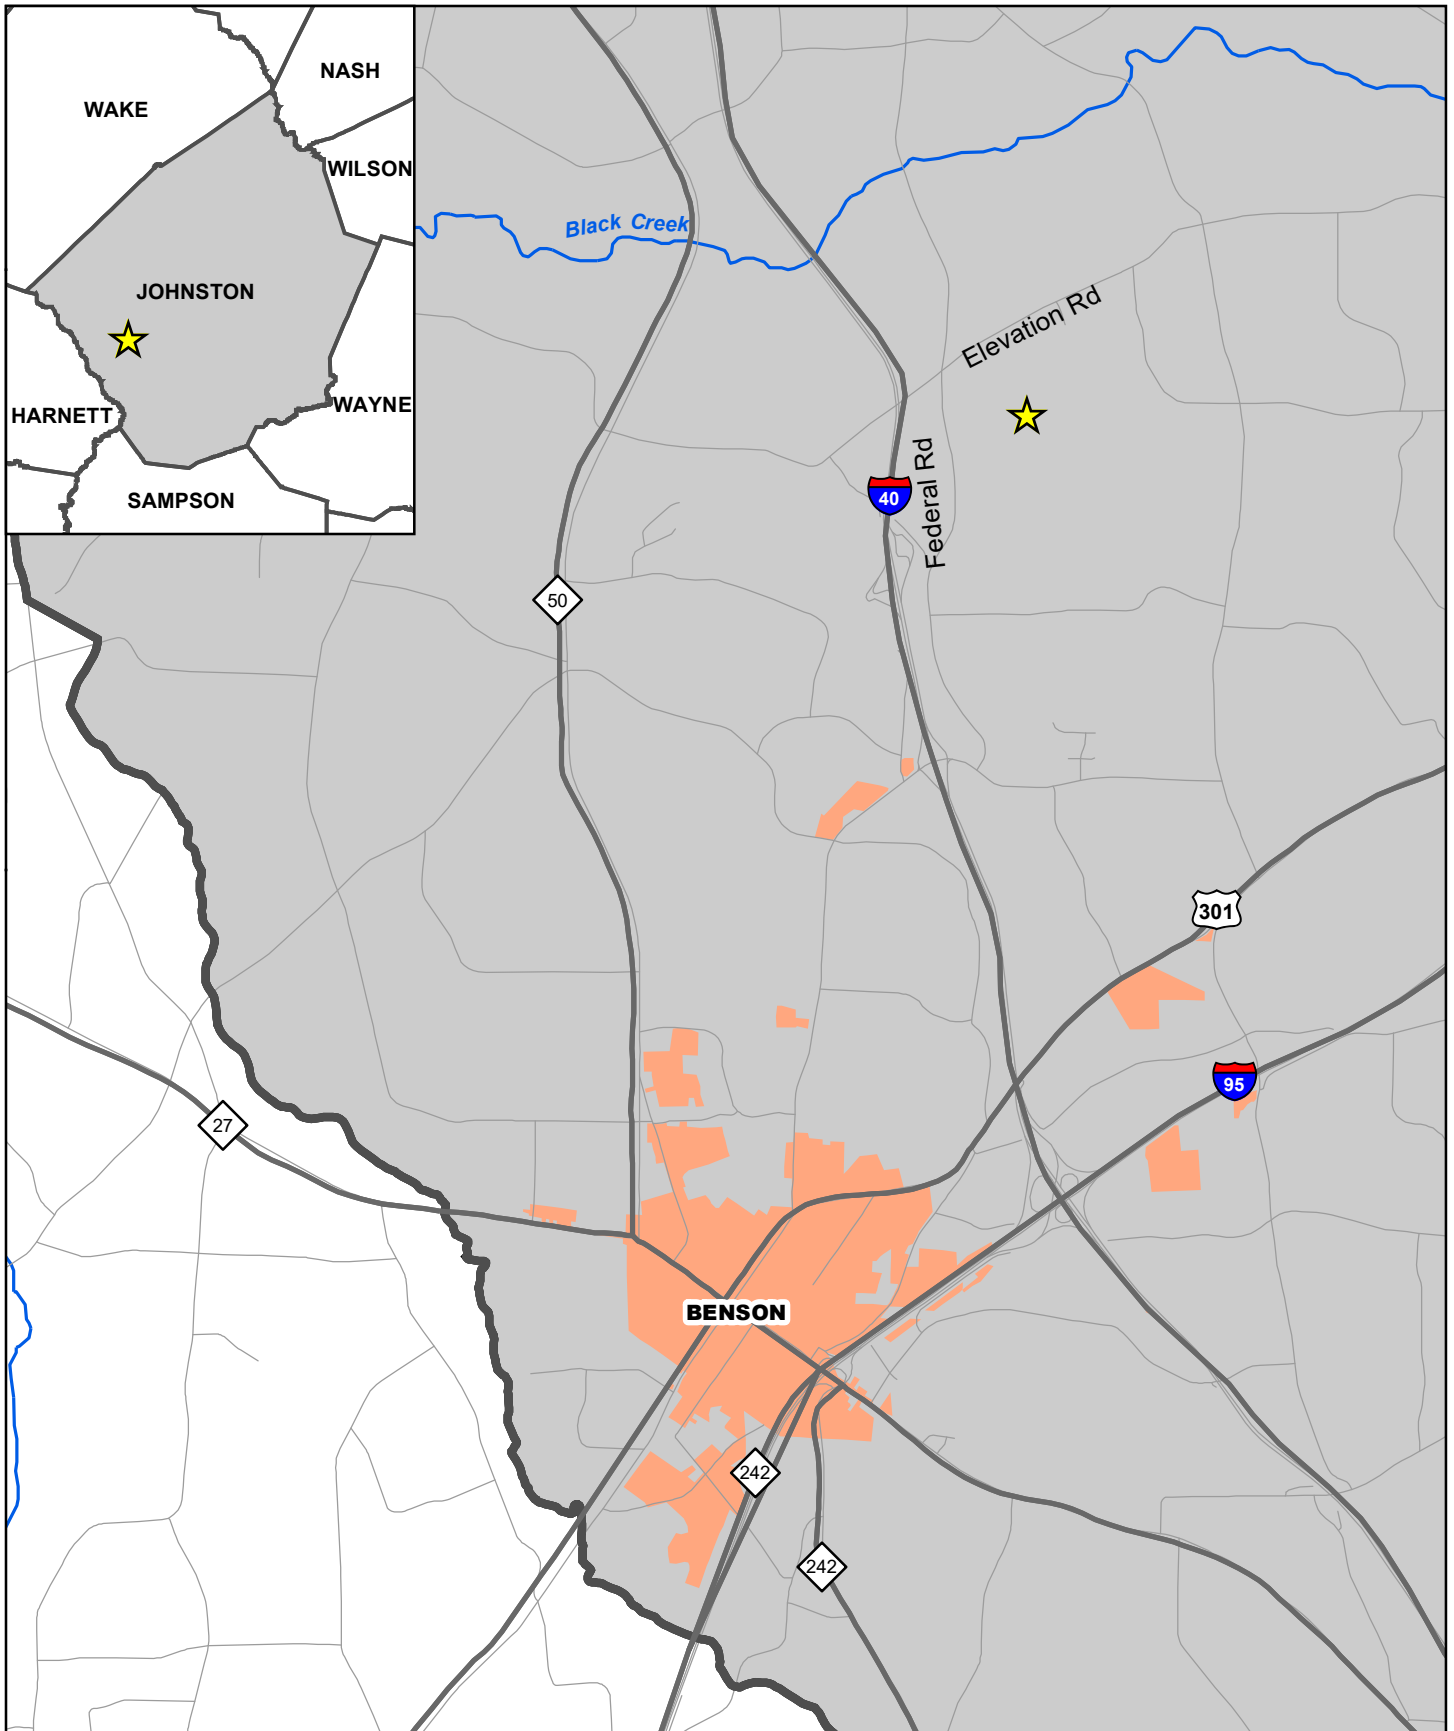 NASH
WAKE
WILSON
JOHNSTON
HARNETT
WAYNE
SAMPSON
Black Creek
Elevation Rd
Federal Rd
40
50
301
95
27
BENSON
242
242